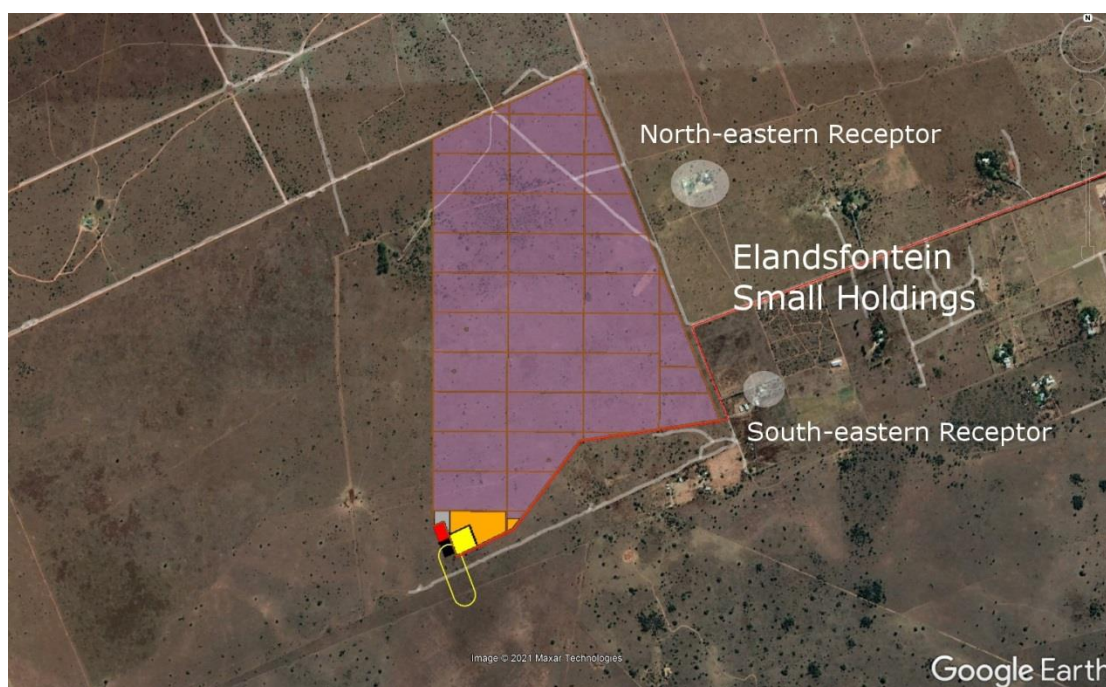 N
North-eastern Receptor
Elandsfontein
Small Holdings
South-eastern Receptor
Image © 2021 Maxar Technologies
Google Earth